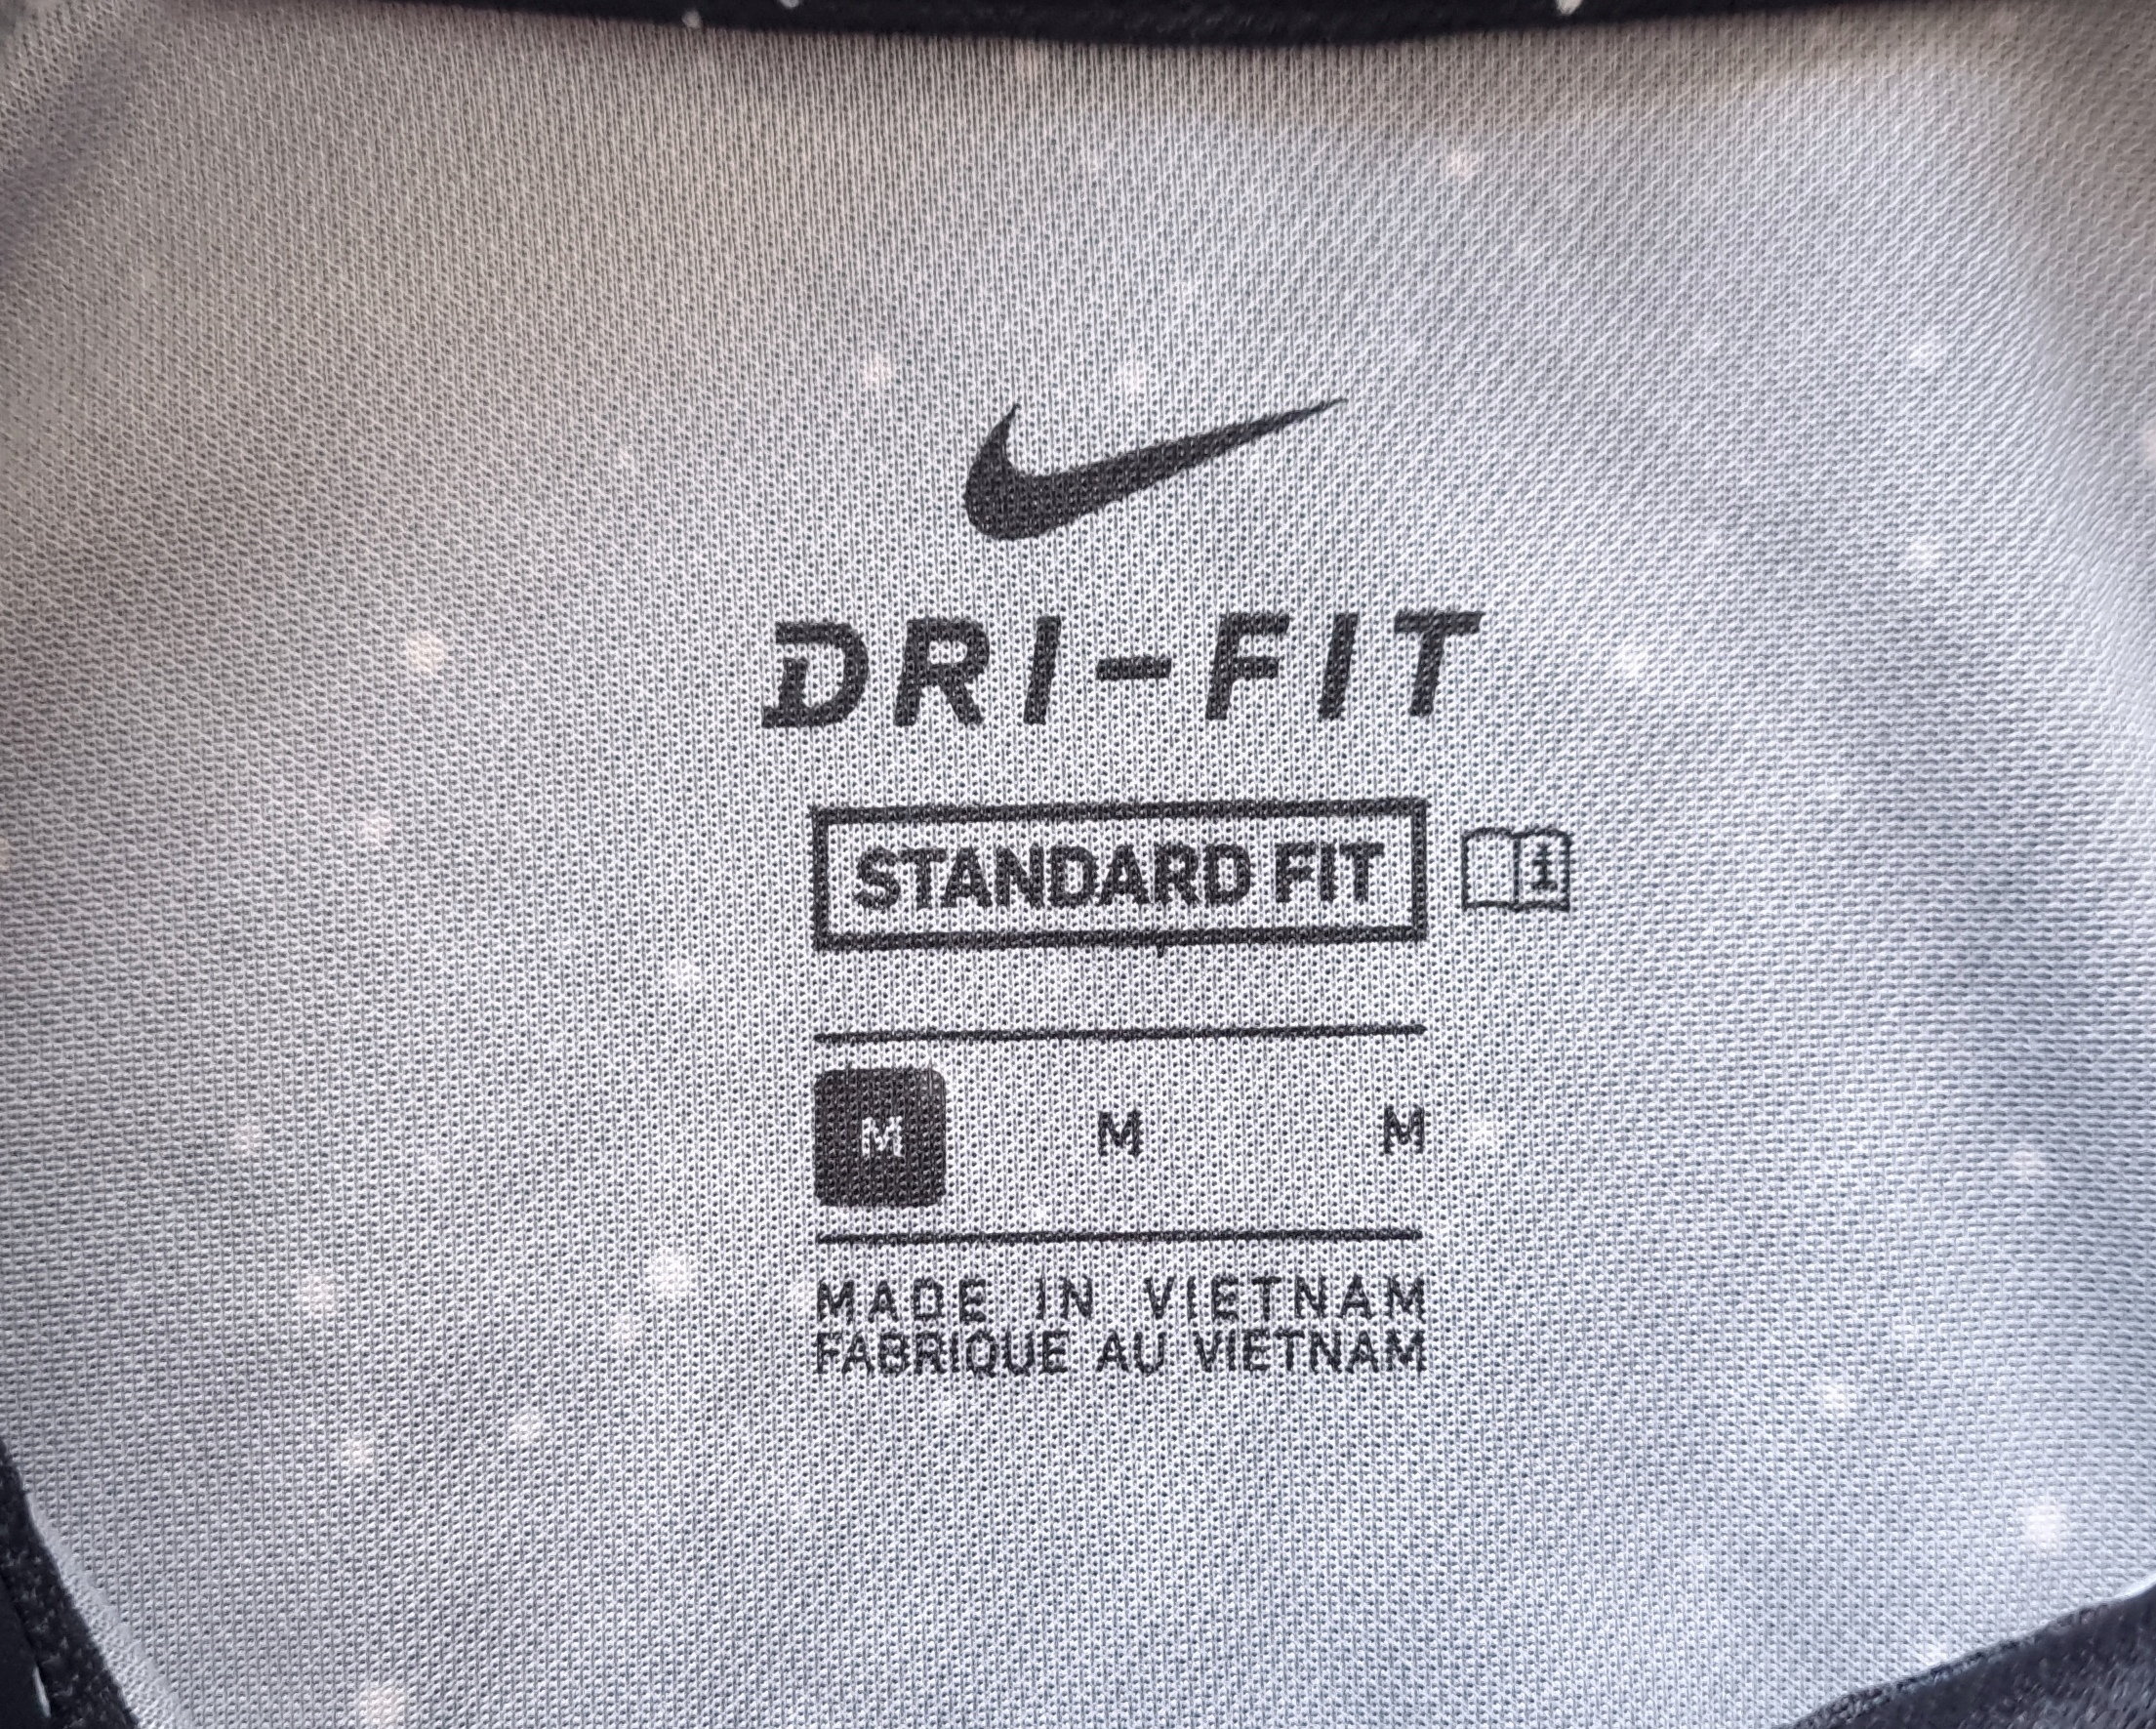 DRI-FIT
STANDARD FIT i
M M M
MADE IN VIETNAM
FABRIQUE AU VIETNAM